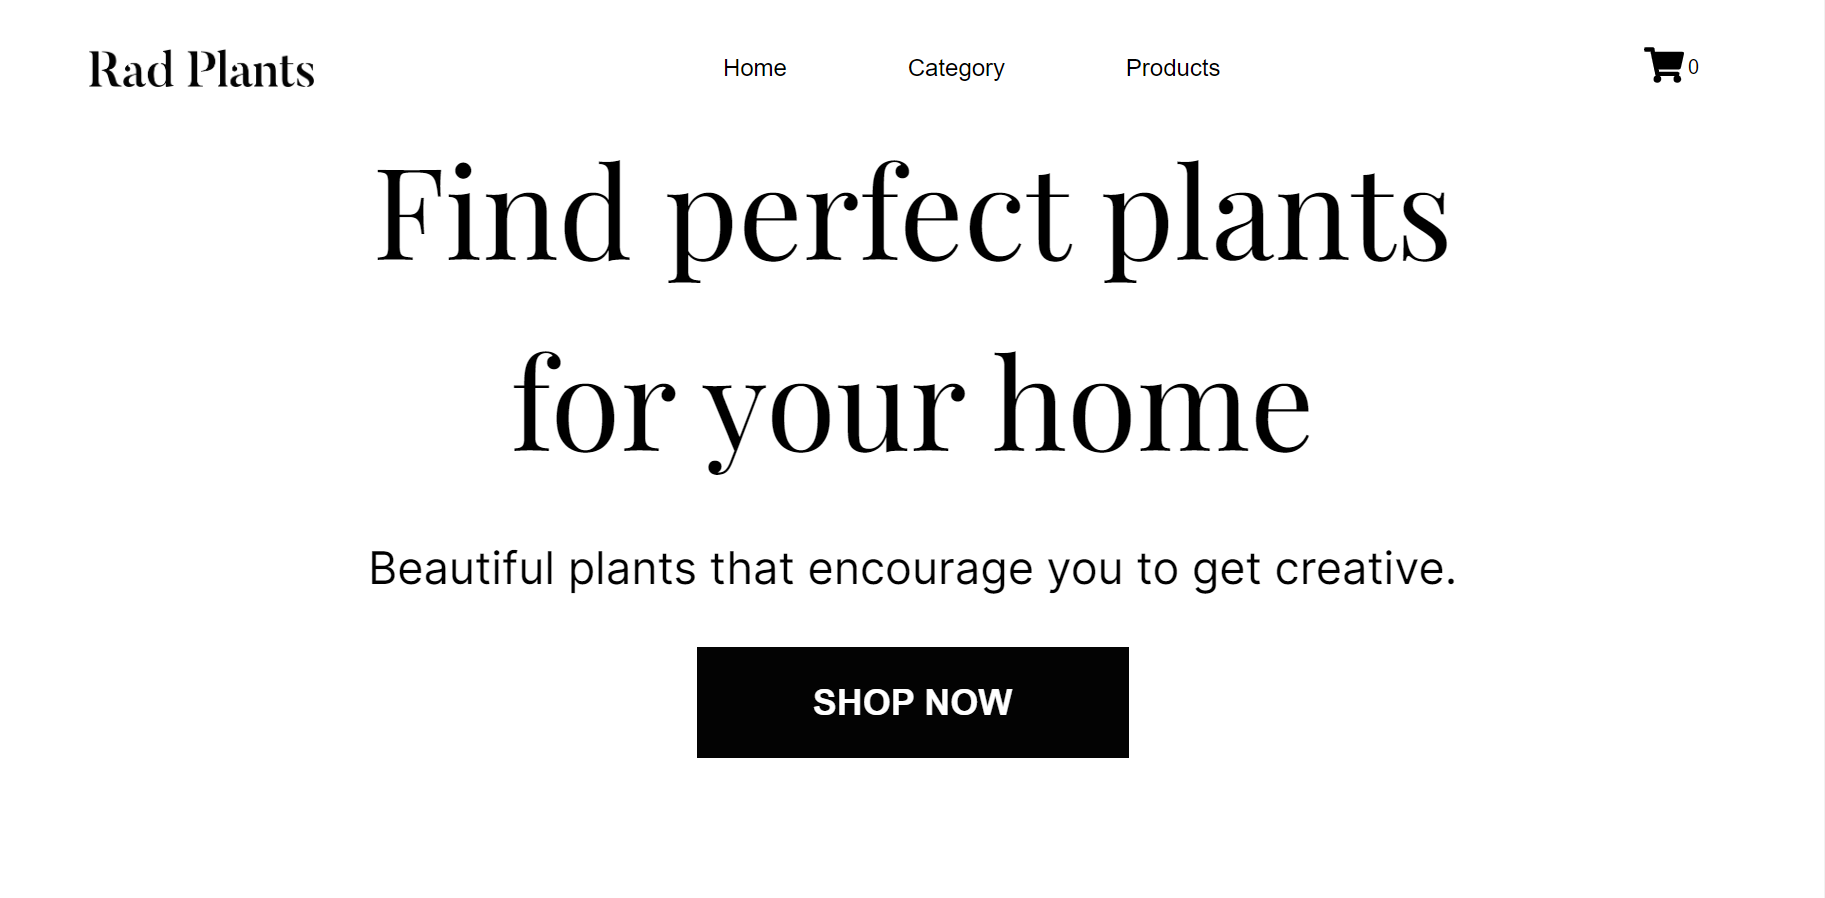 Rad Plants
Home Category Products
0
Find perfect plants
for your home
Beautiful plants that encourage you to get creative.
SHOP NOW